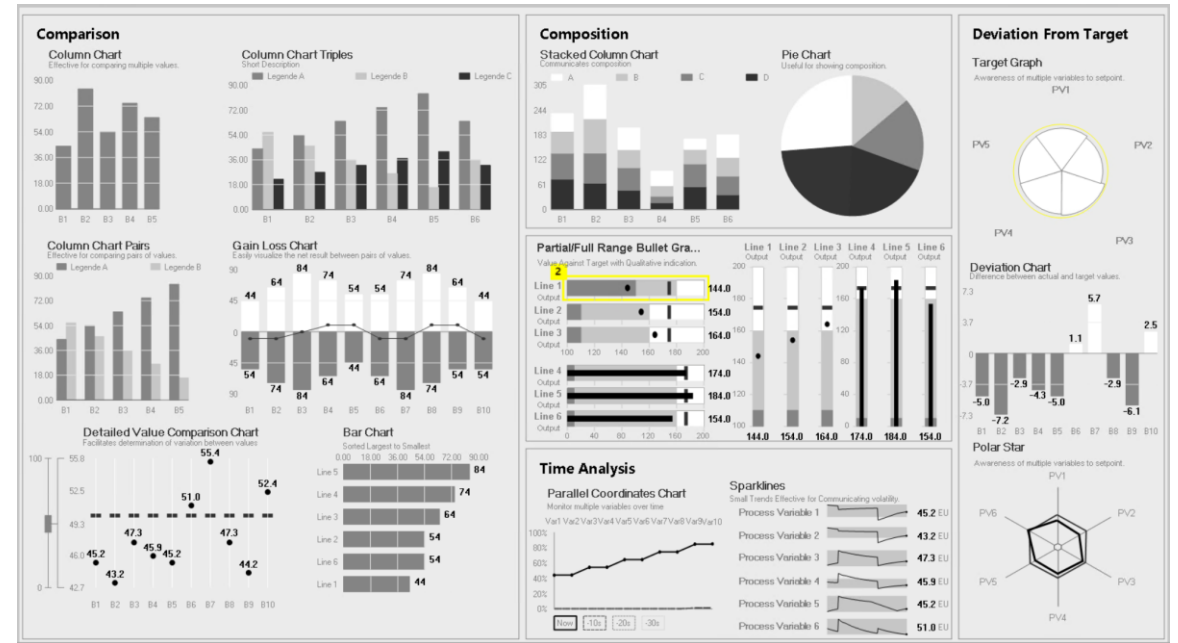 Comparison
Column Chart
Effective for comparing multiple values.
90.00
72.00
54.00
36.00
18.00
0.00
B1 B2 B3 B4 B5
Column Chart Triples
Short Description
Legende A Legende B Legende C
90.00
72.00
54.00
36.00
18.00
0.00
B1 B2 B3 B4 B5 B6
Column Chart Pairs
Effective for comparing pairs of values.
Legende A Legende B
90.00
72.00
54.00
36.00
18.00
0.00
B1 B2 B3 B4 B5
Gain Loss Chart
Easily visualize the net result between pairs of values.
90
45
0
45
90
44 64 84 74 54 54 74 84 64 44
54 74 84 64 44 64 84 74 54 54
B1 B2 B3 B4 B5 B6 B7 B8 B9 B10
Detailed Value Comparison Chart
Facilitates determination of variation between values
100
0
55.8
52.5
49.3
46.0
42.7
45.2 43.2 47.3 45.9 45.2 51.0 55.4 47.3 44.2 52.4
B1 B2 B3 B4 B5 B6 B7 B8 B9 B10
Bar Chart
Sorted Largest to Smallest
0.00 18.00 36.00 54.00 72.00 90.00
Line 5 84
Line 4 74
Line 3 64
Line 2 54
Line 6 54
Line 1 44
Composition
Stacked Column Chart
Communicates composition
A B C D
305
244
183
122
61
0
B1 B2 B3 B4 B5 B6
Pie Chart
Useful for showing composition.
Partial/Full Range Bullet Gra...
Value Against Target with Qualitative indication.
2
Line 1 144.0
Output
Line 2 154.0
Output
Line 3 164.0
Output
100 120 140 160 180 200
Line 4 174.0
Output
Line 5 184.0
Output
Line 6 154.0
Output
0 40 80 120 160 200
Line 1 Line 2 Line 3 Line 4 Line 5 Line 6
Output Output Output Output Output Output
200 200
180 160
160 120
140 80
120 40
100 0
144.0 154.0 164.0 174.0 184.0 154.0
Time Analysis
Parallel Coordinates Chart
Monitor multiple variables over time
Var1 Var2 Var3 Var4 Var5 Var6 Var7 Var8 Var9 Var10
100%
80%
60%
40%
20%
0%
Now -10s -20s -30s
Sparklines
Small Trends Effective for Communicating volatility.
Process Variable 1 45.2 EU
Process Variable 2 43.2 EU
Process Variable 3 47.3 EU
Process Variable 4 45.9 EU
Process Variable 5 45.2 EU
Process Variable 6 51.0 EU
Deviation From Target
Target Graph
Awareness of multiple variables to setpoint.
PV1
PV5 PV2
PV4 PV3
Deviation Chart
Difference between actual and target values.
7.3
3.7
0
-3.7
-7.3
-5.0 -7.2 -2.9 -4.3 -5.0 1.1 5.7 -2.9 -6.1 2.5
B1 B2 B3 B4 B5 B6 B7 B8 B9 B10
Polar Star
Awareness of multiple variables to setpoint.
PV1
PV6 PV2
PV5 PV3
PV4